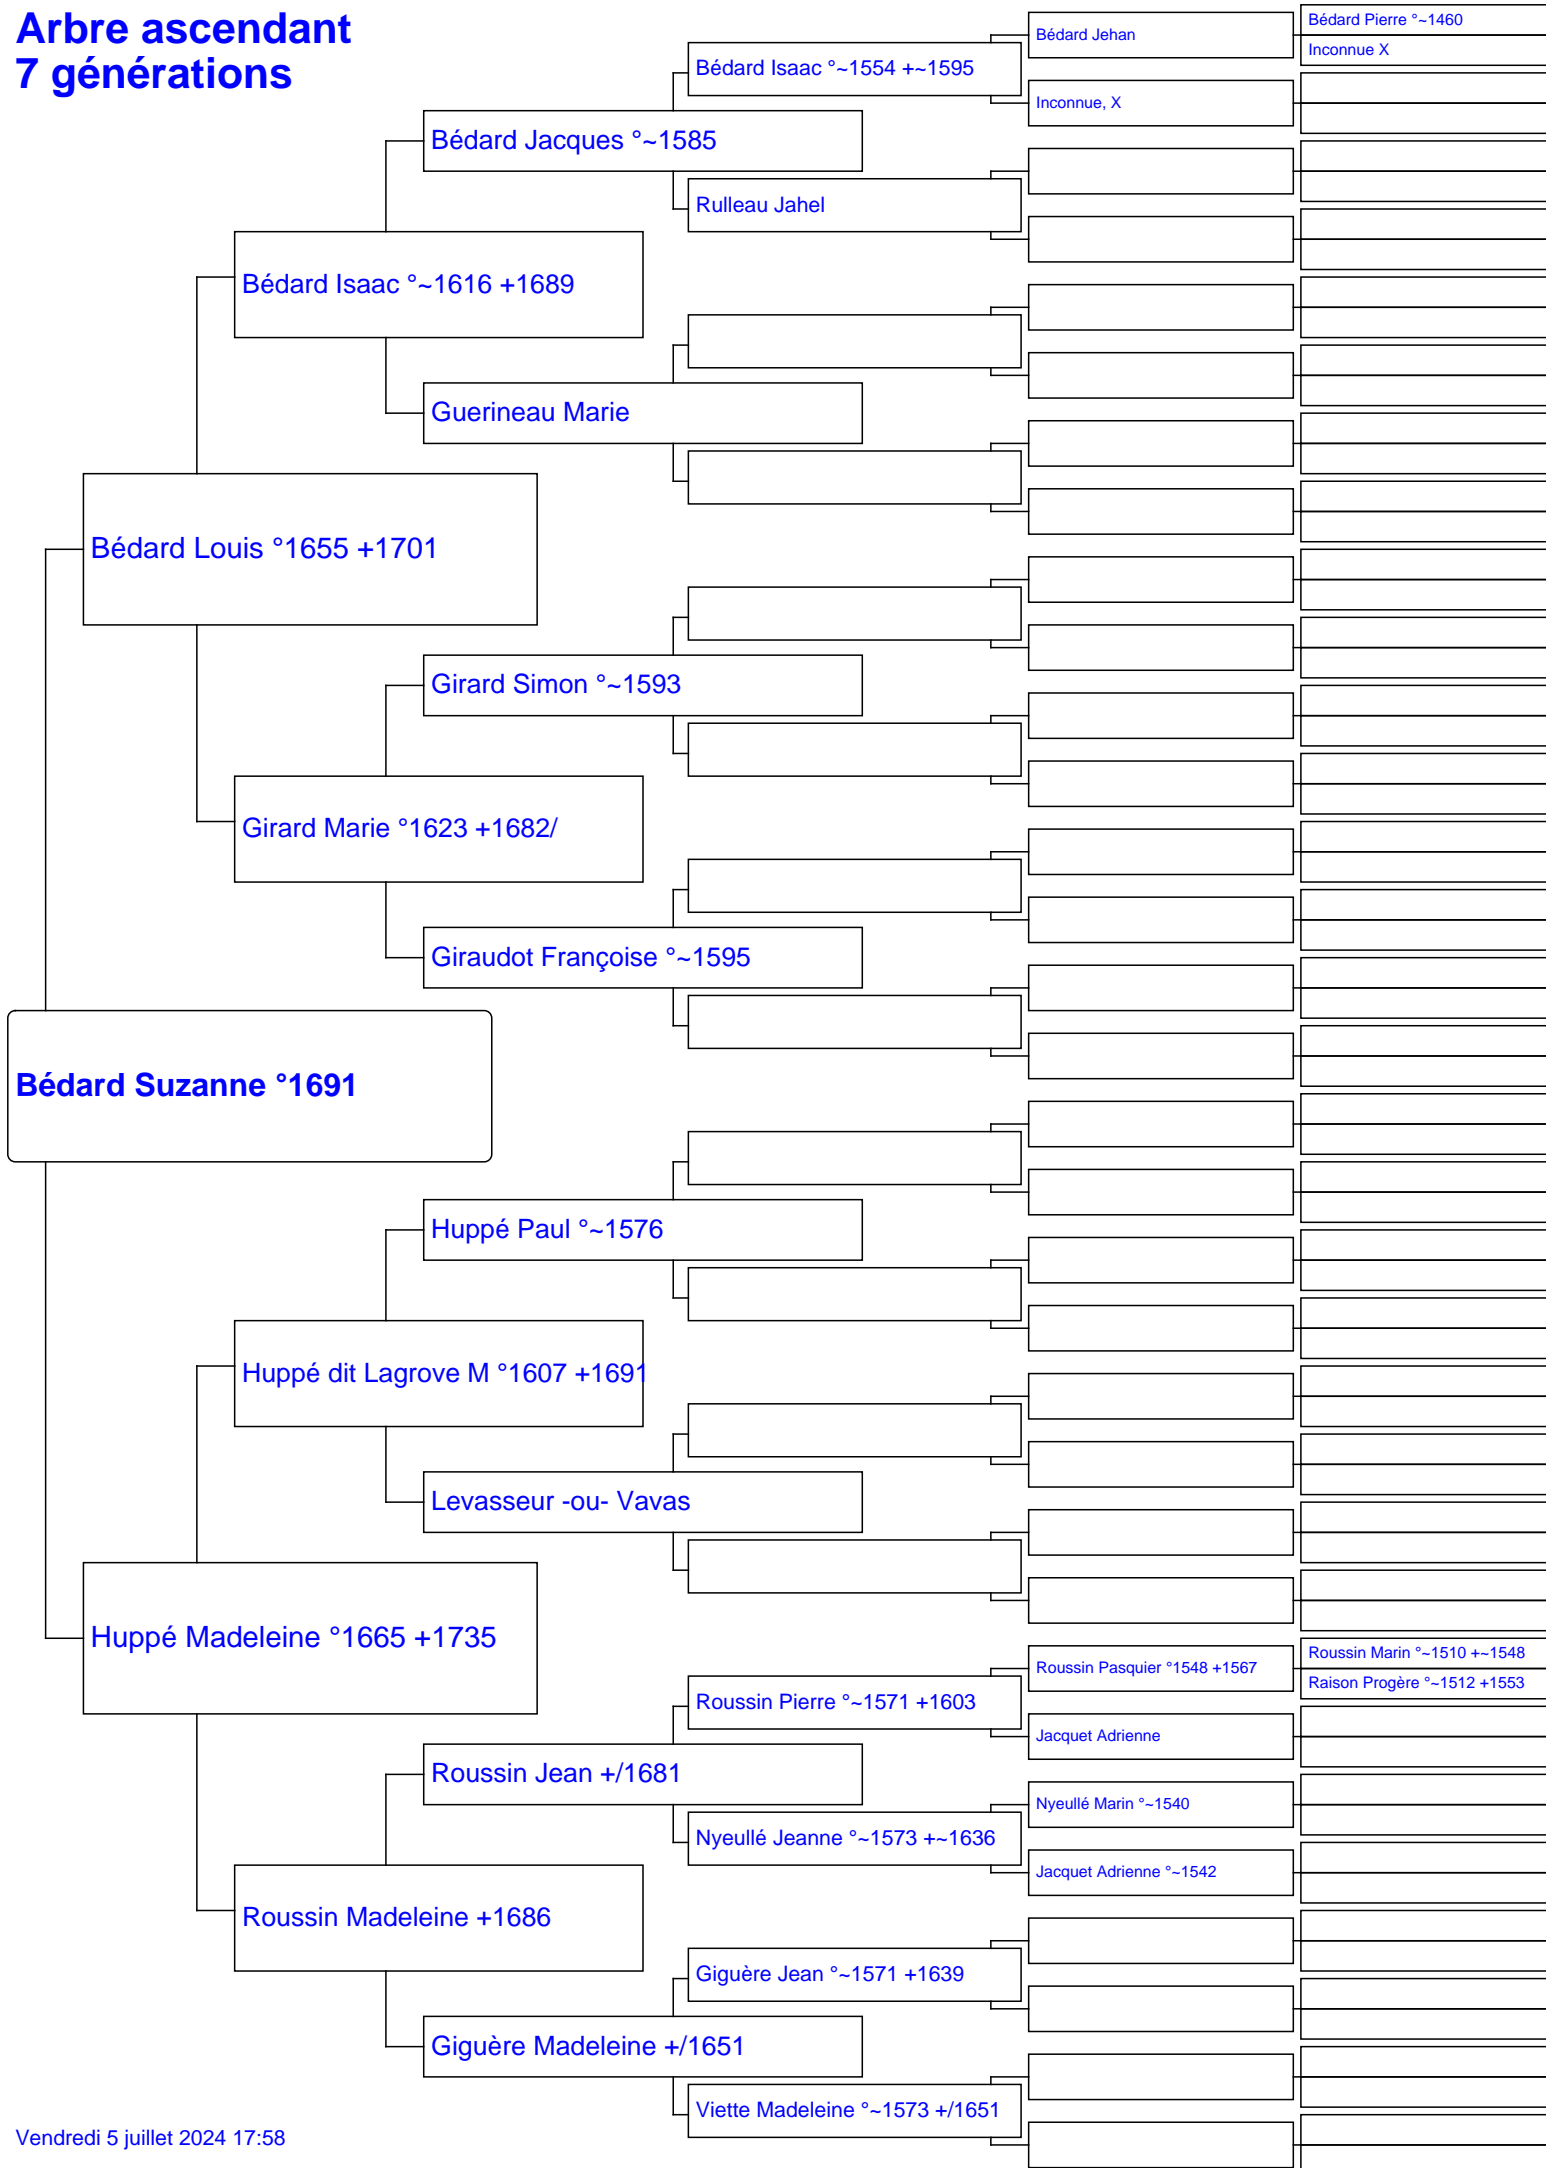 Arbre ascendant
7 générations
Bédard Jehan
Bédard Pierre °~1460
Inconnue X
Bédard Isaac °~1554 +~1595
Inconnue, X
Bédard Jacques °~1585
Rulleau Jahel
Bédard Isaac °~1616 +1689
Guerineau Marie
Bédard Louis °1655 +1701
Girard Simon °~1593
Girard Marie °1623 +1682/
Giraudot Françoise °~1595
Bédard Suzanne °1691
Huppé Paul °~1576
Huppé dit Lagrove M °1607 +1691
Levasseur -ou- Vavas
Huppé Madeleine °1665 +1735
Roussin Pasquier °1548 +1567
Roussin Marin °~1510 +~1548
Raison Progère °~1512 +1553
Roussin Pierre °~1571 +1603
Jacquet Adrienne
Roussin Jean +/1681
Nyeullé Marin °~1540
Nyeullé Jeanne °~1573 +~1636
Jacquet Adrienne °~1542
Roussin Madeleine +1686
Giguère Jean °~1571 +1639
Giguère Madeleine +/1651
Viette Madeleine °~1573 +/1651
Vendredi 5 juillet 2024 17:58